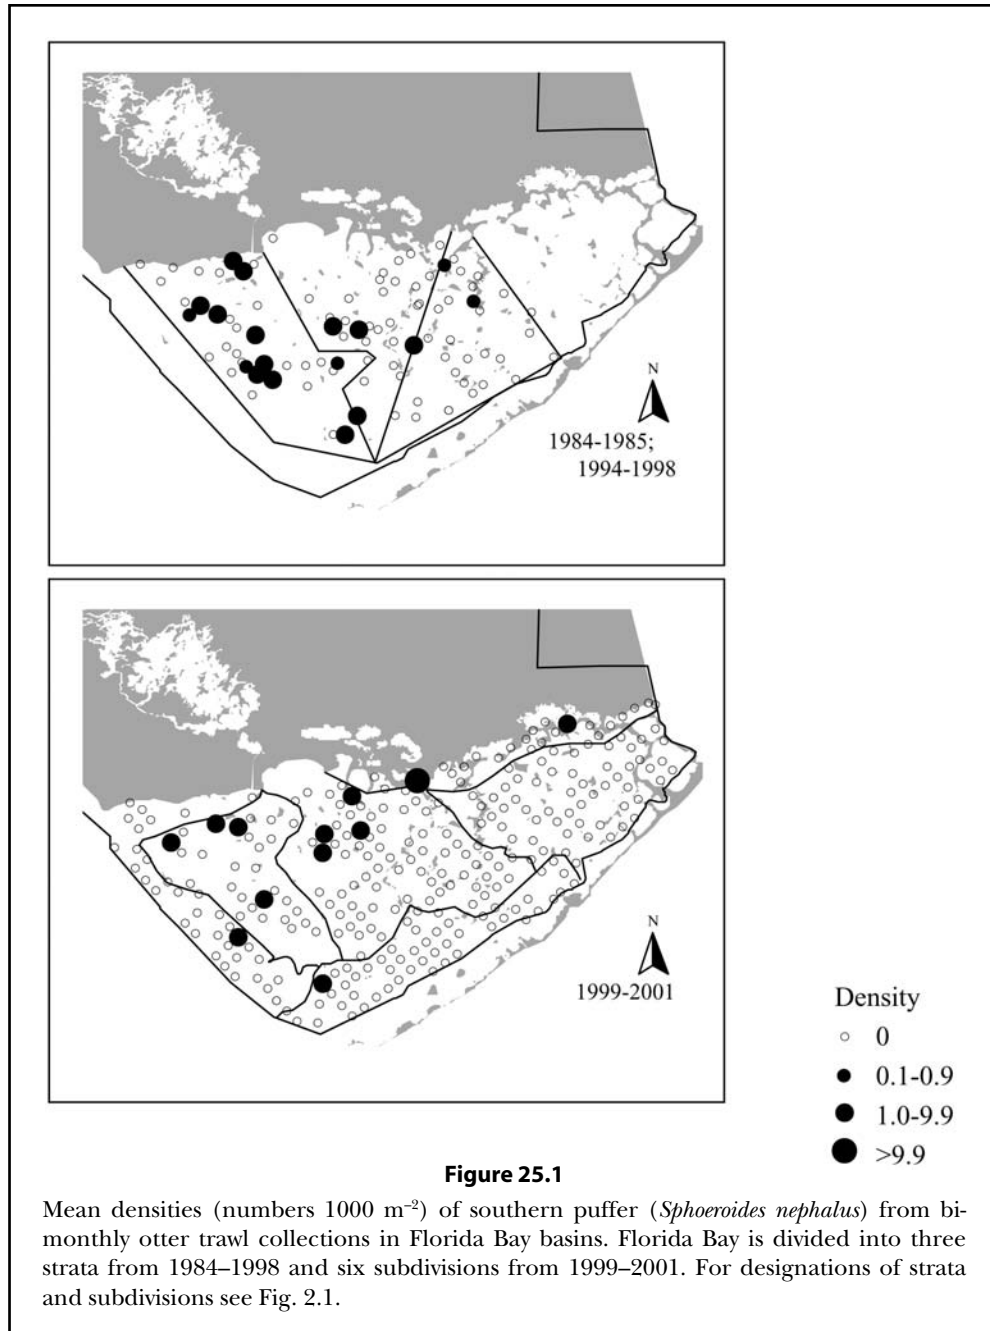 N
1984-1985;
1994-1998
N
1999-2001
Density
0
0.1-0.9
1.0-9.9
>9.9
Figure 25.1
Mean densities (numbers 1000 m⁻²) of southern puffer (Sphoeroides nephalus) from bi-
monthly otter trawl collections in Florida Bay basins. Florida Bay is divided into three
strata from 1984–1998 and six subdivisions from 1999–2001. For designations of strata
and subdivisions see Fig. 2.1.